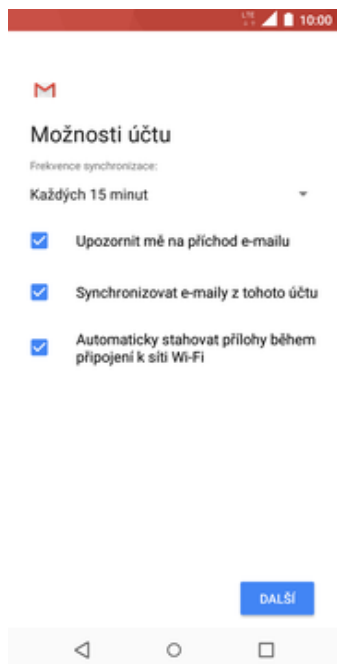 LTE 10:00
Možnosti účtu
Frekvence synchronizace:
Každých 15 minut
Upozornit mě na příchod e-mailu
Synchronizovat e-maily z tohoto účtu
Automaticky stahovat přílohy během
připojení k síti Wi-Fi
DALŠÍ